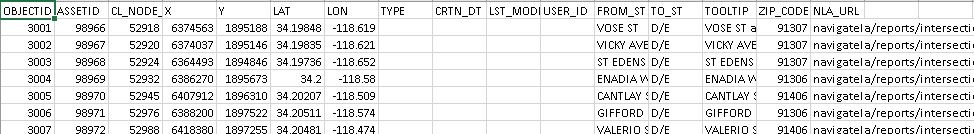 OBJECTID ASSETID CL_NODE_ X Y LAT LON TYPE CRTN_DT LST_MODI USER_ID FROM_ST TO_ST TOOLTIP ZIP_CODE NLA_URL
3001 98966 52918 6374563 1895188 34.19848 -118.619 VOSE ST D/E VOSE ST a 91307 navigatela/reports/intersecti
3002 98967 52920 6374037 1895146 34.19835 -118.621 VICKY AVE D/E VICKY AVE 91307 navigatela/reports/intersecti
3003 98968 52924 6364493 1894846 34.19736 -118.652 ST EDENS D/E ST EDENS 91307 navigatela/reports/intersecti
3004 98969 52932 6386270 1895673 34.2 -118.58 ENADIA W D/E ENADIA W 91306 navigatela/reports/intersecti
3005 98970 52945 6407912 1896310 34.20207 -118.509 CANTLAY S D/E CANTLAY S 91406 navigatela/reports/intersecti
3006 98971 52976 6388200 1897522 34.20511 -118.574 GIFFORD D/E GIFFORD 91306 navigatela/reports/intersecti
3007 98972 52988 6418380 1897255 34.20481 -118.474 VALERIO S D/E VALERIO S 91406 navigatela/reports/intersecti